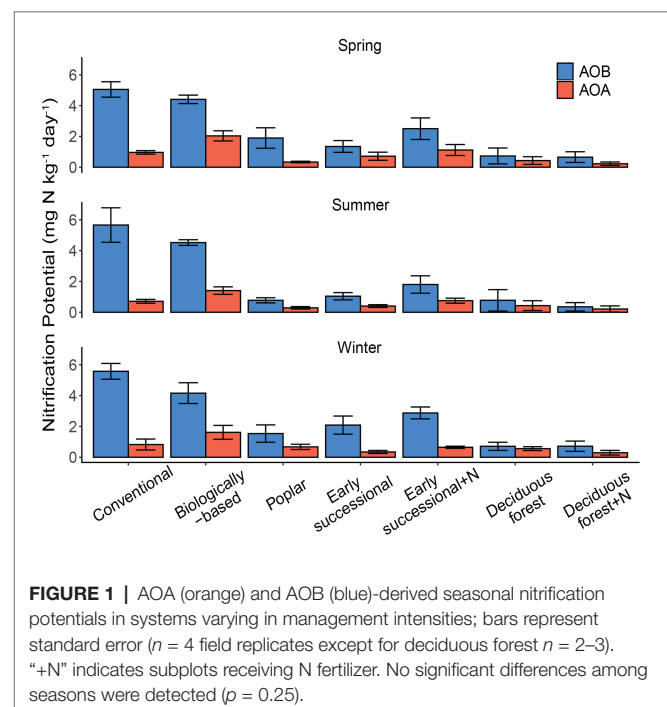 Spring
AOB
AOA
6
4
2
0
Summer
6
4
2
0
Winter
6
4
2
0
Nitrification Potential (mg N kg⁻¹ day⁻¹)
Conventional
Biologically
−based
Poplar
Early
successional
Early
successional+N
Deciduous
forest
Deciduous
forest+N
FIGURE 1 | AOA (orange) and AOB (blue)-derived seasonal nitrification
potentials in systems varying in management intensities; bars represent
standard error (n = 4 field replicates except for deciduous forest n = 2–3).
“+N” indicates subplots receiving N fertilizer. No significant differences among
seasons were detected (p = 0.25).